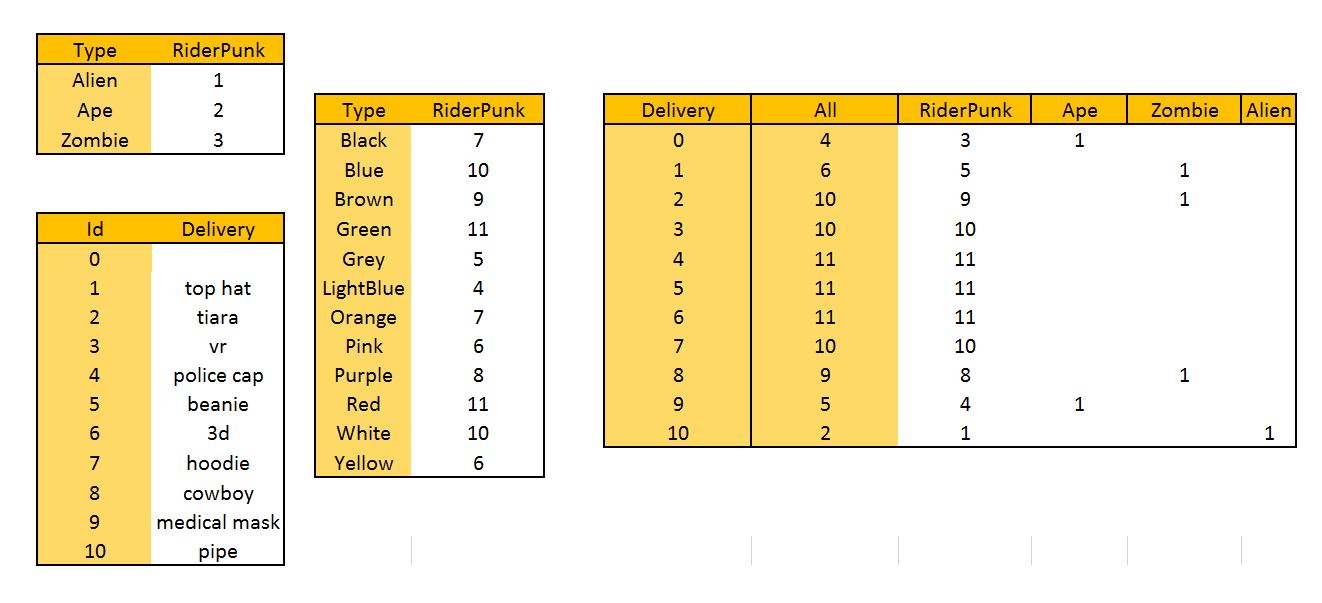 Type RiderPunk
Alien 1
Ape 2
Zombie 3
Id Delivery
0
1 top hat
2 tiara
3 vr
4 police cap
5 beanie
6 3d
7 hoodie
8 cowboy
9 medical mask
10 pipe
Type RiderPunk
Black 7
Blue 10
Brown 9
Green 11
Grey 5
LightBlue 4
Orange 7
Pink 6
Purple 8
Red 11
White 10
Yellow 6
Delivery All RiderPunk Ape Zombie Alien
0 4 3 1
1 6 5 1
2 10 9 1
3 10 10
4 11 11
5 11 11
6 11 11
7 10 10
8 9 8 1
9 5 4 1
10 2 1 1